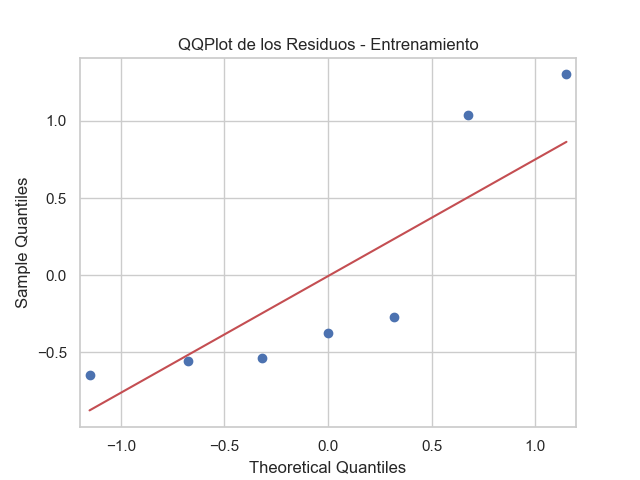 QQPlot de los Residuos - Entrenamiento
1.0
0.5
0.0
−0.5
Sample Quantiles
−1.0 −0.5 0.0 0.5 1.0
Theoretical Quantiles